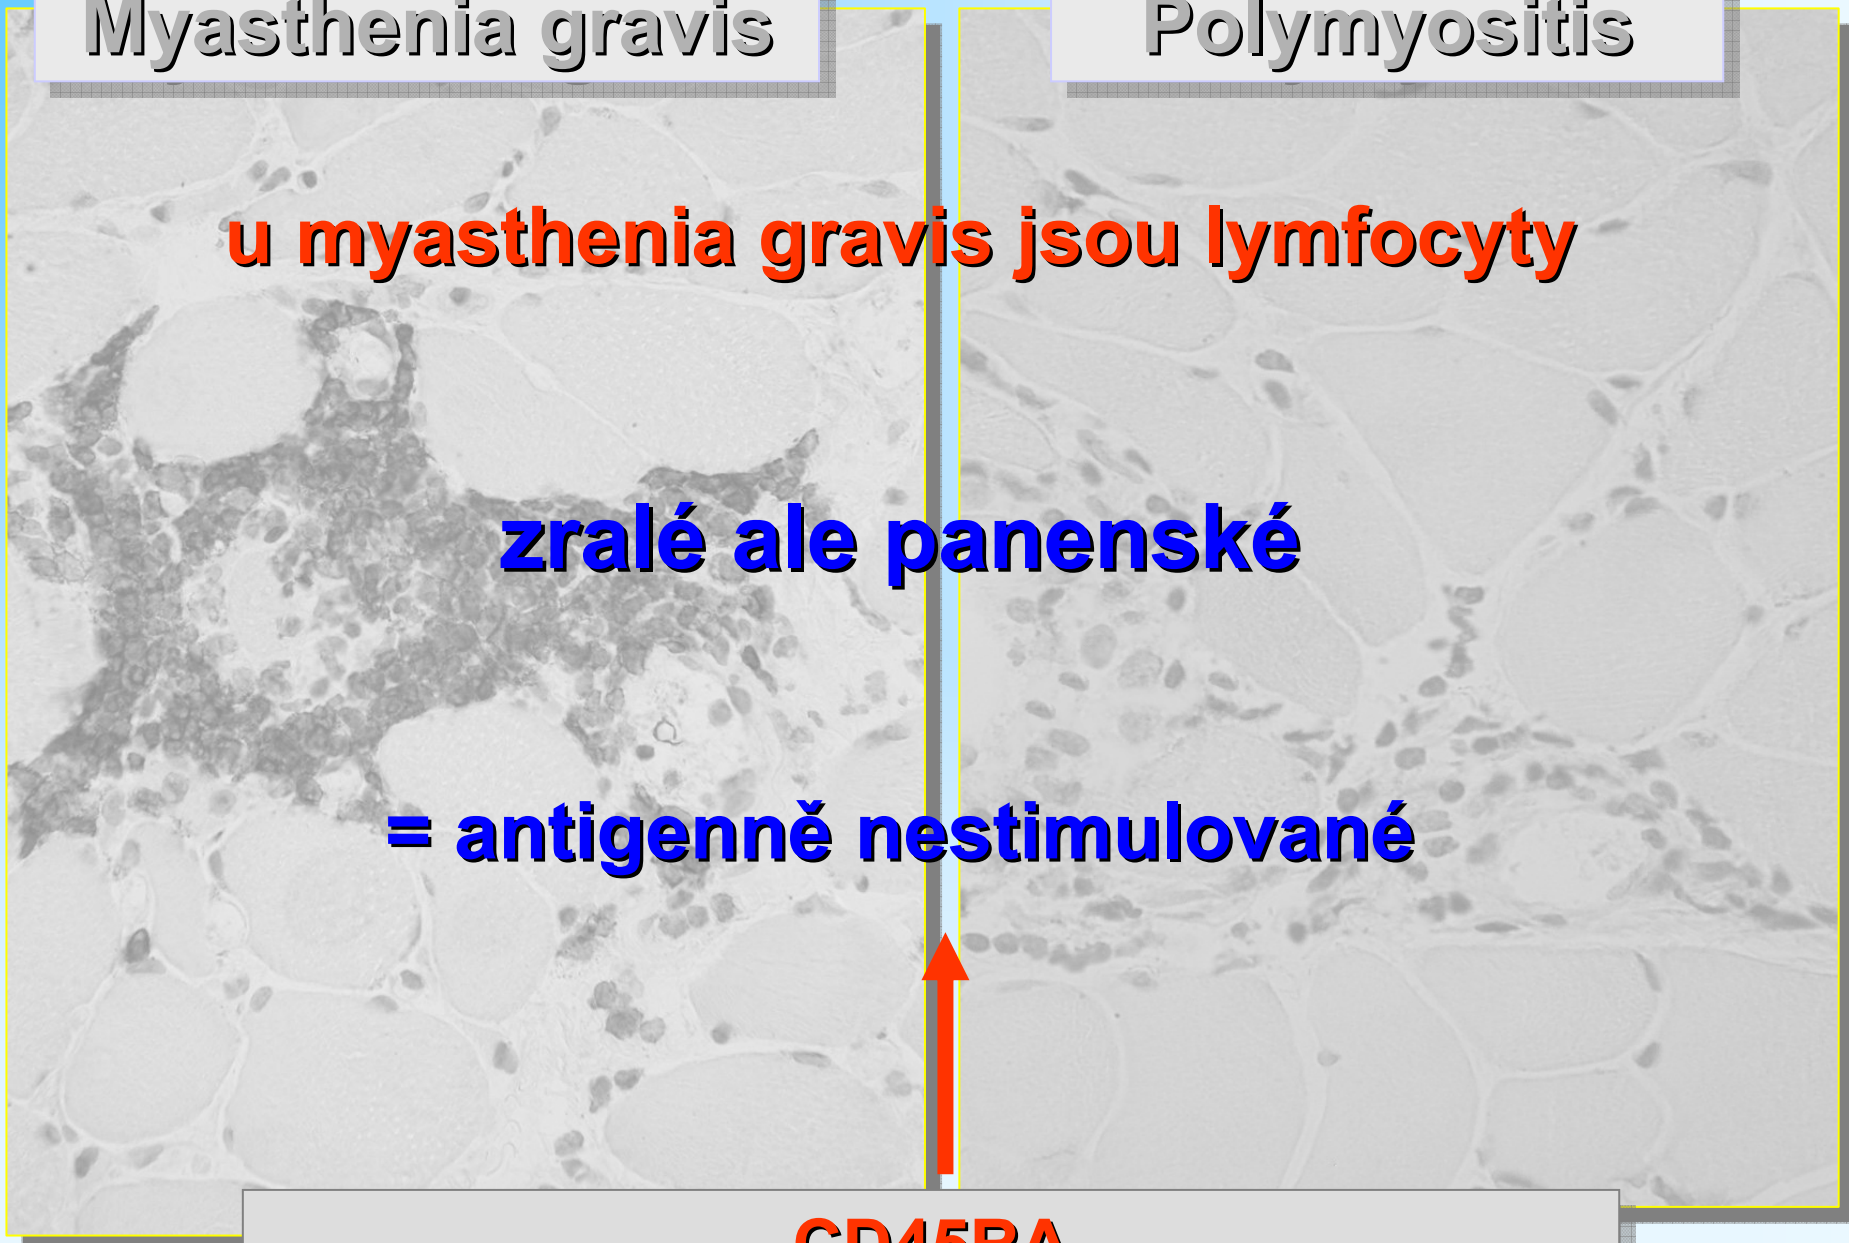 Myasthenia gravis
Polymyositis
u myasthenia gravis jsou lymfocyty
zralé ale panenské
= antigenně nestimulované
CD45RA